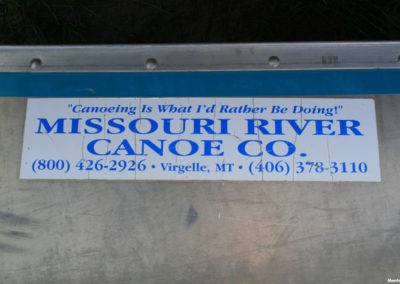 "Canoeing Is What I'd Rather Be Doing!"
MISSOURI RIVER
CANOE CO.
(800) 426-2926 • Virgelle, MT • (406) 378-3110